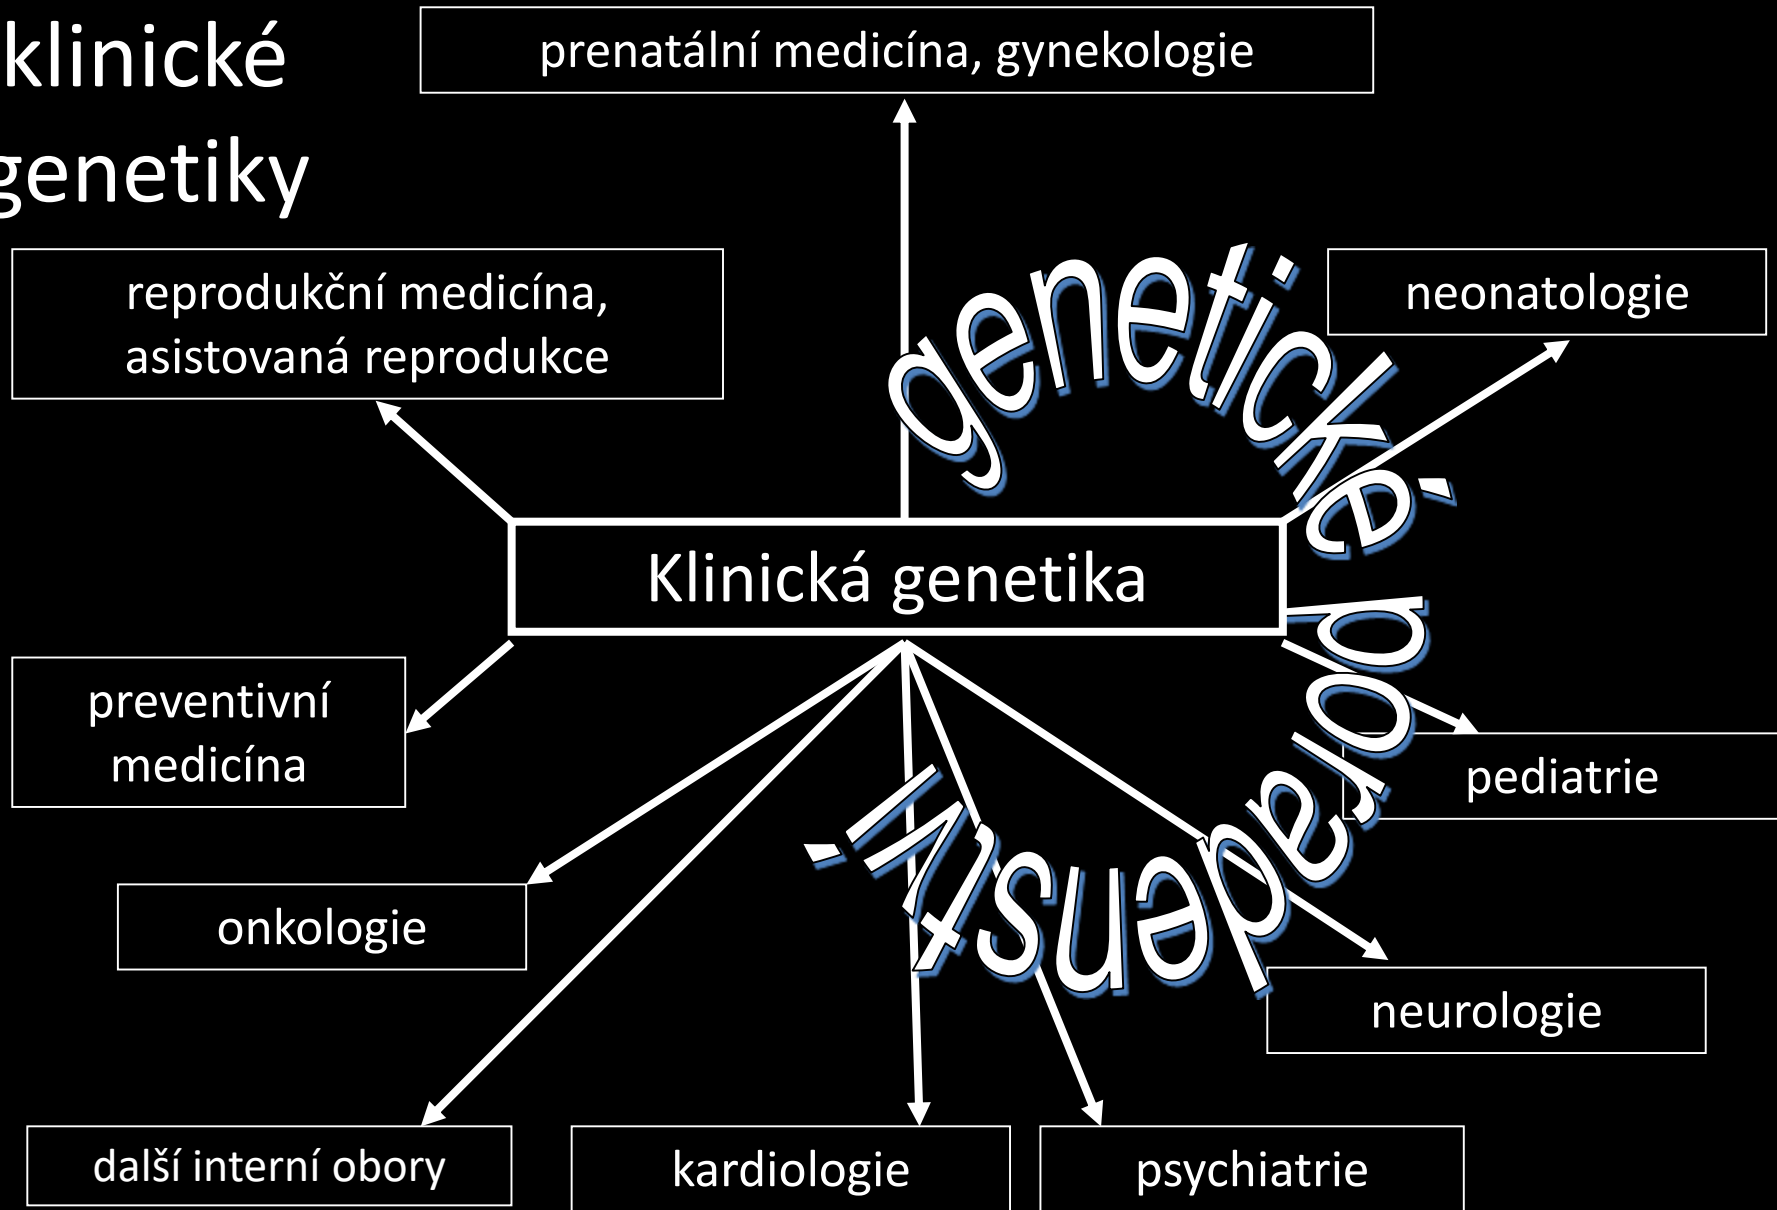 klinické
genetiky
prenatální medicína, gynekologie
reprodukční medicína,
asistovaná reprodukce
neonatologie
genetické poradenství
Klinická genetika
preventivní
medicína
pediatrie
onkologie
neurologie
další interní obory
kardiologie
psychiatrie